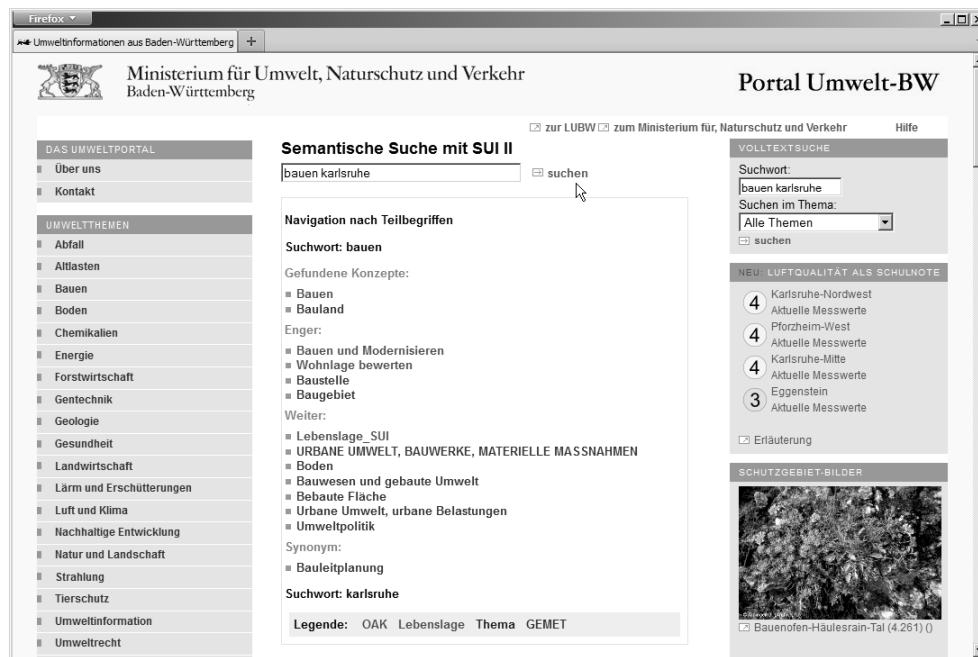 Firefox
Umweltinformationen aus Baden-Württemberg
Ministerium für Umwelt, Naturschutz und Verkehr
Baden-Württemberg
Portal Umwelt-BW
zur LUBW zum Ministerium für, Naturschutz und Verkehr Hilfe
DAS UMWELTPORTAL
Über uns
Kontakt
UMWELTTHEMEN
Abfall
Altlasten
Bauen
Boden
Chemikalien
Energie
Forstwirtschaft
Gentechnik
Geologie
Gesundheit
Landwirtschaft
Lärm und Erschütterungen
Luft und Klima
Nachhaltige Entwicklung
Natur und Landschaft
Strahlung
Tierschutz
Umweltinformation
Umweltrecht
Semantische Suche mit SUI II
bauen karlsruhe suchen
Navigation nach Teilbegriffen
Suchwort: bauen
Gefundene Konzepte:
Bauen
Bauland
Enger:
Bauen und Modernisieren
Wohnlage bewerten
Baustelle
Baugebiet
Weiter:
Lebenslage_SUI
URBANE UMWELT, BAUWERKE, MATERIELLE MASSNAHMEN
Boden
Bauwesen und gebaute Umwelt
Bebaute Fläche
Urbane Umwelt, urbane Belastungen
Umweltpolitik
Synonym:
Bauleitplanung
Suchwort: karlsruhe
Legende: OAK Lebenslage Thema GEMET
VOLLTEXTSUCHE
Suchwort:
bauen karlsruhe
Suchen im Thema:
Alle Themen
suchen
NEU: LUFTQUALITÄT ALS SCHULNOTE
4 Karlsruhe-Nordwest
Aktuelle Messwerte
4 Pforzheim-West
Aktuelle Messwerte
4 Karlsruhe-Mitte
Aktuelle Messwerte
3 Eggenstein
Aktuelle Messwerte
Erläuterung
SCHUTZGEBIET-BILDER
Bauenofen-Häulesrain-Tal (4.261) ()